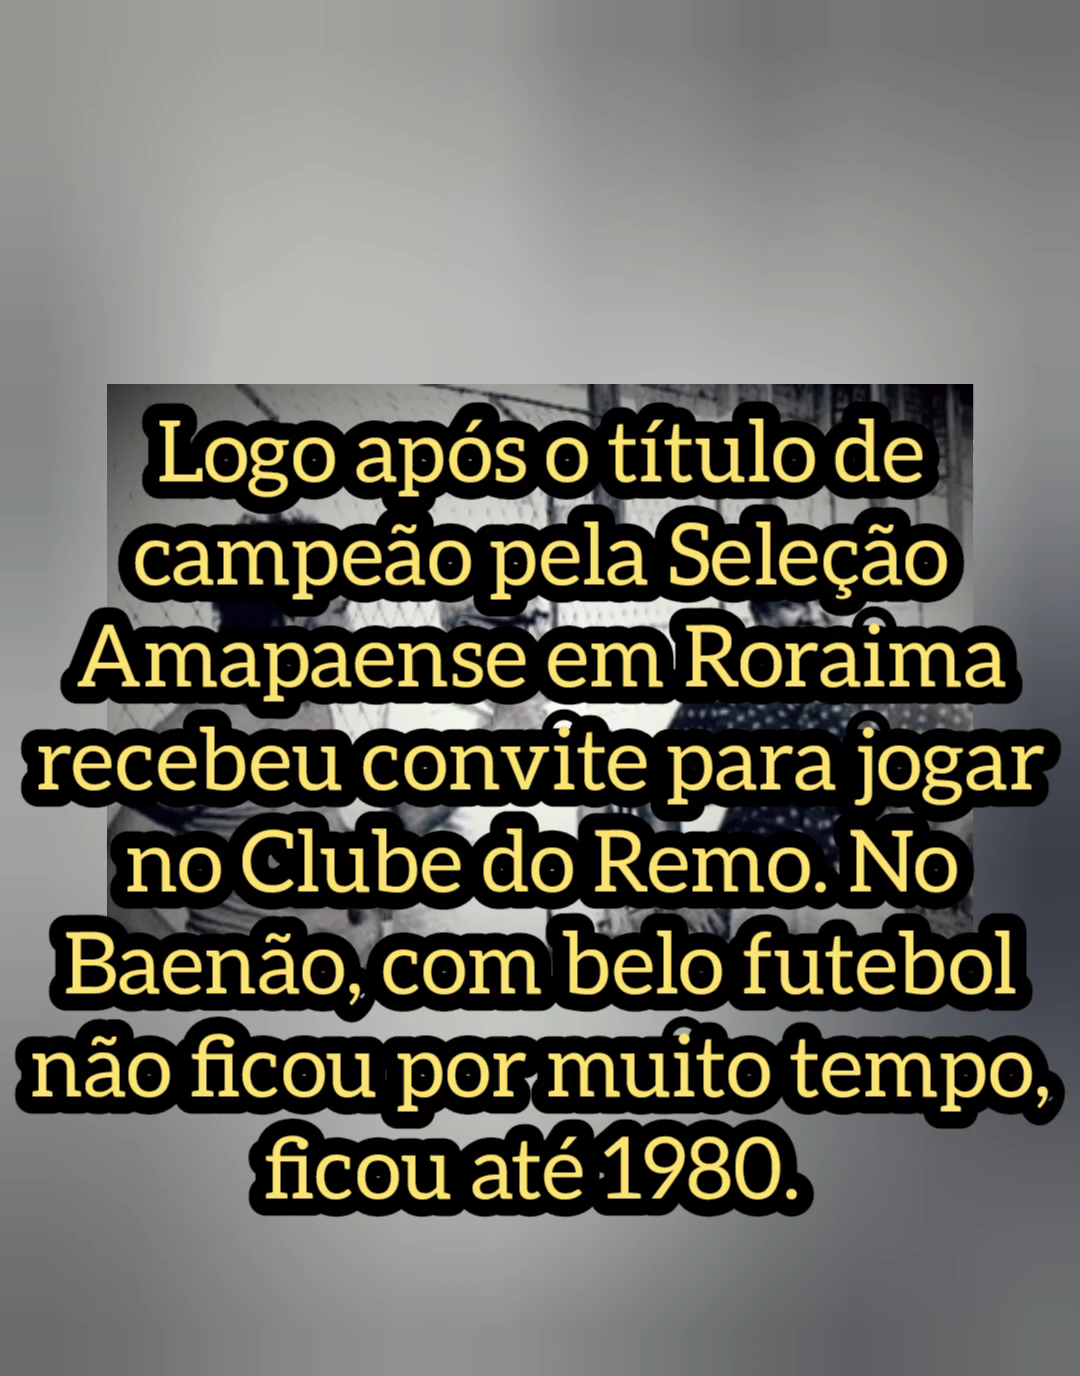 Logo após o título de
campeão pela Seleção
Amapaense em Roraima
recebeu convite para jogar
no Clube do Remo. No
Baenão, com belo futebol
não ficou por muito tempo,
ficou até 1980.